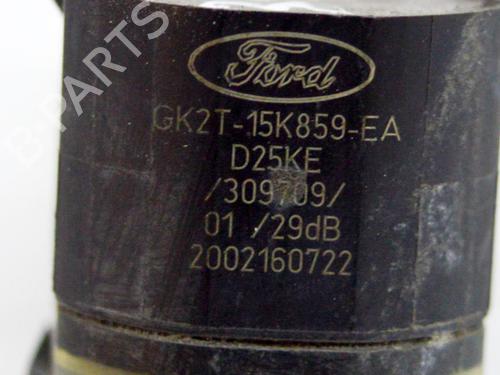 B-PARTS
Ford
GK2T-15K859-EA
D25KE
/309709/
01 /29dB
2002160722